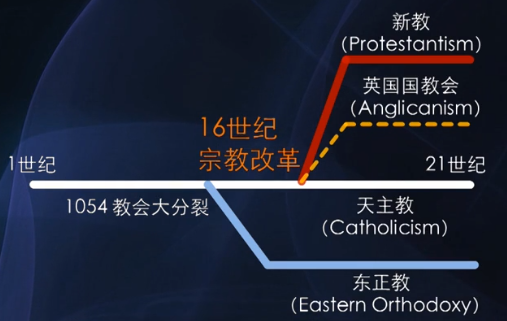 新教
(Protestantism)
英国国教会
(Anglicanism)
16世纪
宗教改革
1世纪
21世纪
1054 教会大分裂
天主教
(Catholicism)
东正教
(Eastern Orthodoxy)